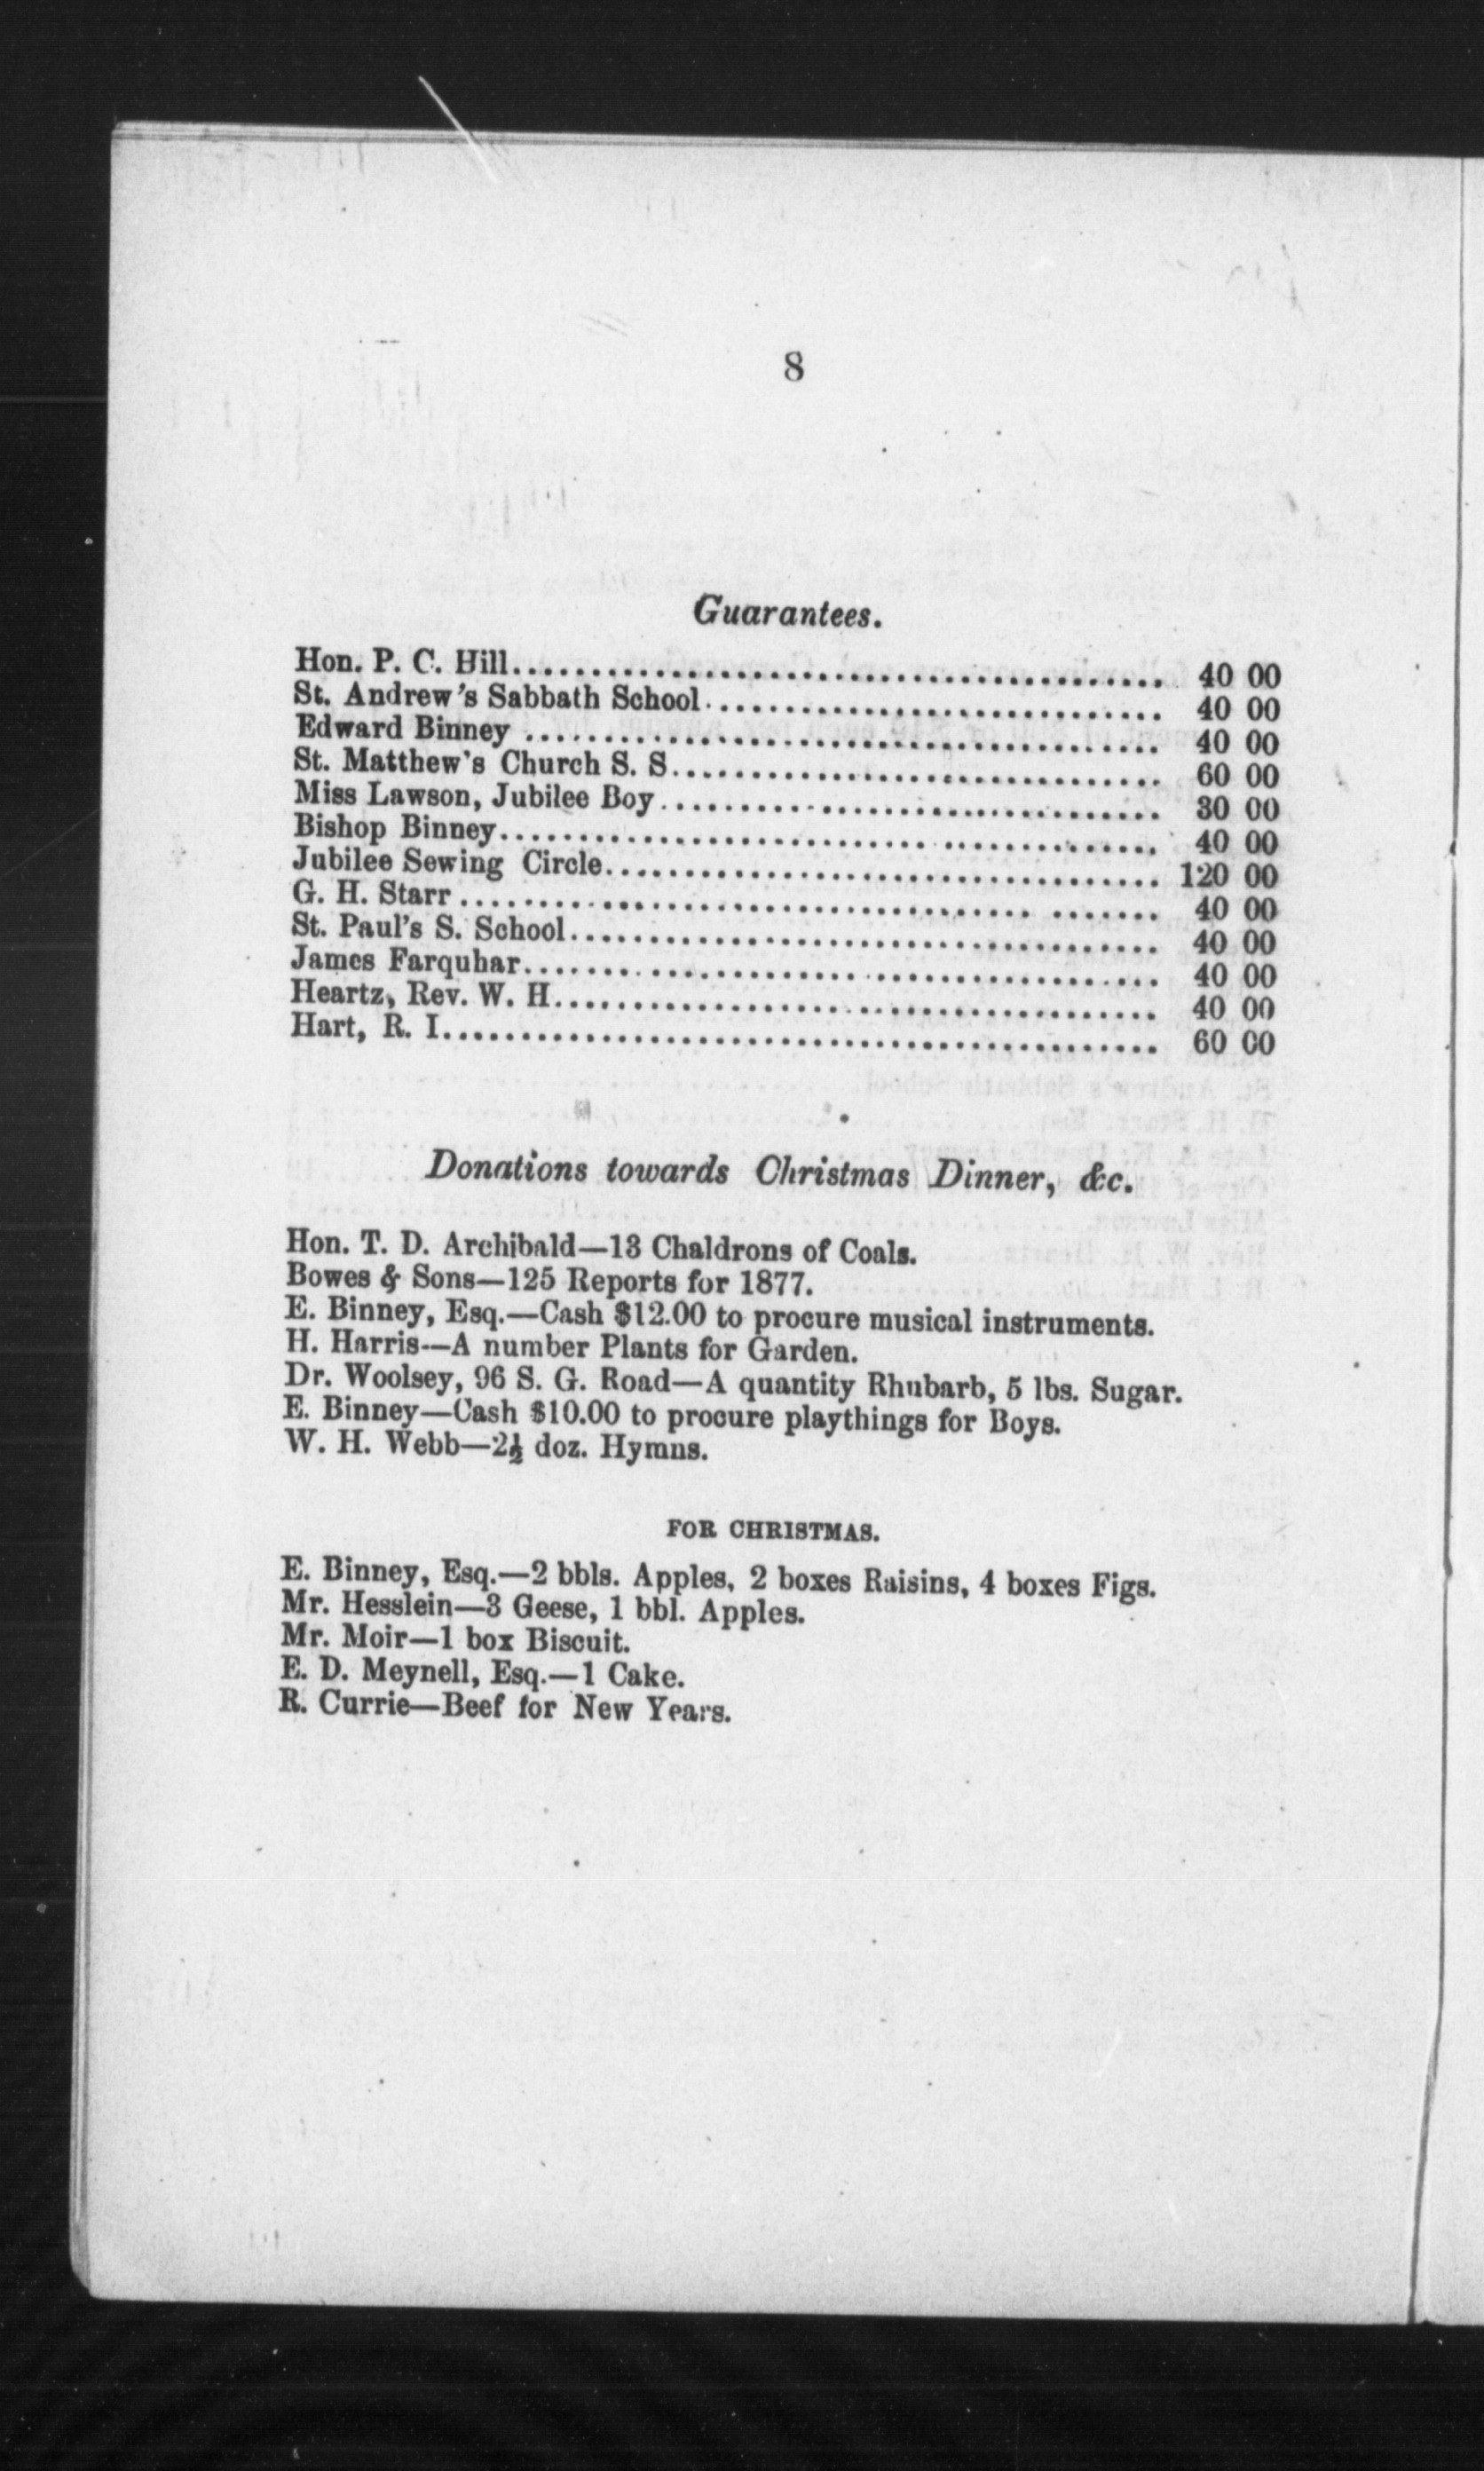 8
Guarantees.
Hon. P. C. Hill.................................................. 40 00
St. Andrew's Sabbath School.................................. 40 00
Edward Binney .................................................. 40 00
St. Matthew's Church S. S..................................... 60 00
Miss Lawson, Jubilee Boy...................................... 30 00
Bishop Binney.................................................. 40 00
Jubilee Sewing Circle.......................................... 120 00
G. H. Starr .................................................. 40 00
St. Paul's S. School............................................ 40 00
James Farquhar................................................ 40 00
Heartz, Rev. W. H.............................................. 40 00
Hart, R. I...................................................... 60 00
Donations towards Christmas Dinner, &c.
Hon. T. D. Archibald—13 Chaldrons of Coals.
Bowes & Sons—125 Reports for 1877.
E. Binney, Esq.—Cash $12.00 to procure musical instruments.
H. Harris—A number Plants for Garden.
Dr. Woolsey, 96 S. G. Road—A quantity Rhubarb, 5 lbs. Sugar.
E. Binney—Cash $10.00 to procure playthings for Boys.
W. H. Webb—2½ doz. Hymns.
FOR CHRISTMAS.
E. Binney, Esq.—2 bbls. Apples, 2 boxes Raisins, 4 boxes Figs.
Mr. Hesslein—3 Geese, 1 bbl. Apples.
Mr. Moir—1 box Biscuit.
E. D. Meynell, Esq.—1 Cake.
R. Currie—Beef for New Years.